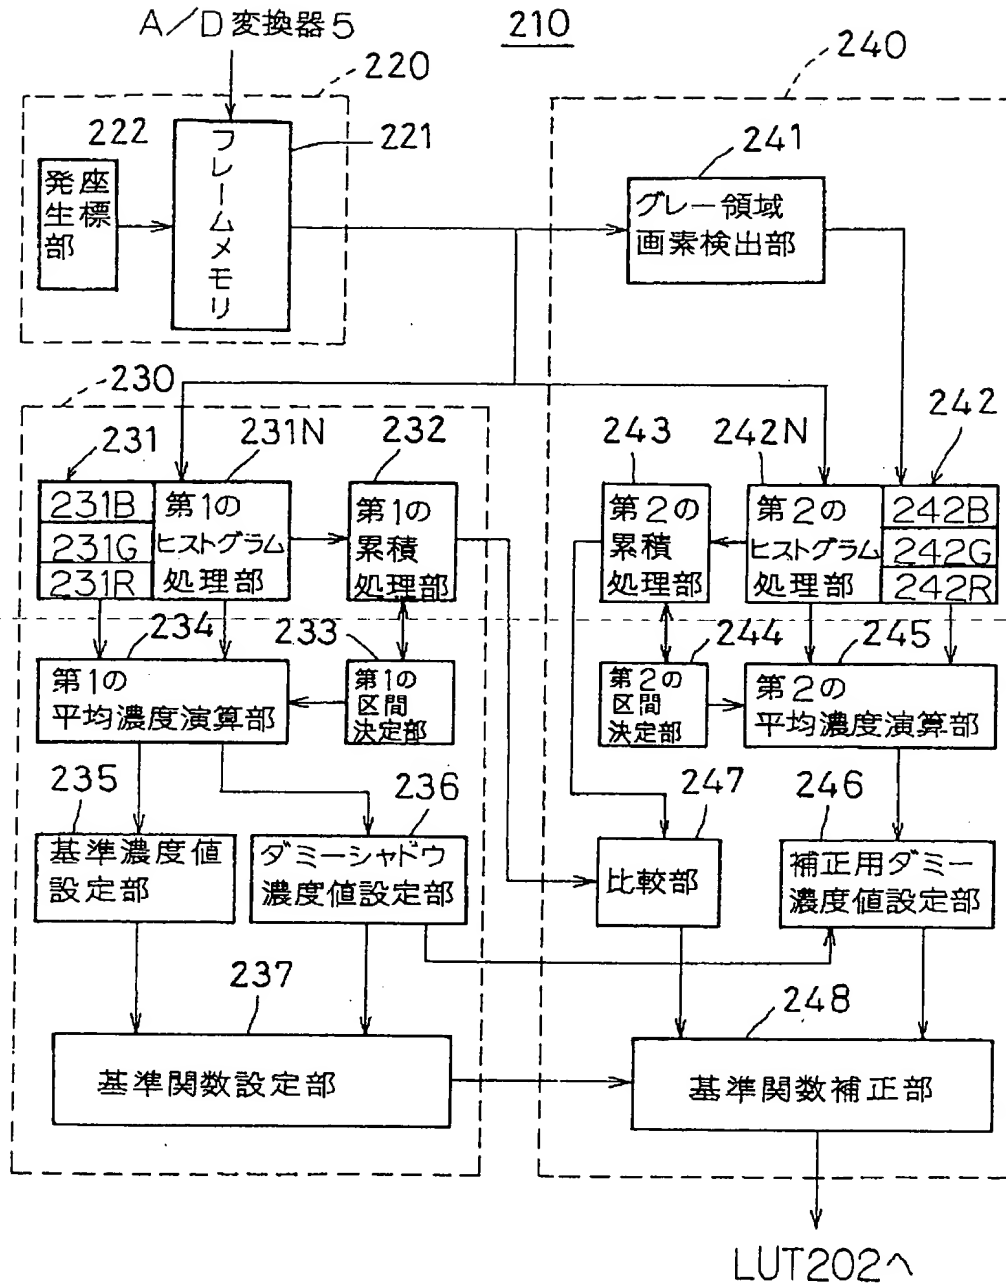 A/D変換器5
210
220
240
222
221
241
座標
発生部
フレームメモリ
グレー領域
画素検出部
230
231
231N
232
243
242N
242
231B
231G
231R
第1の
ヒストグラム
処理部
第1の
累積
処理部
第2の
累積
処理部
第2の
ヒストグラム
処理部
242B
242G
242R
234
233
244
245
第1の
平均濃度演算部
第1の
区間
決定部
第2の
区間
決定部
第2の
平均濃度演算部
235
236
247
246
基準濃度値
設定部
ダミーシャドウ
濃度値設定部
比較部
補正用ダミー
濃度値設定部
237
248
基準関数設定部
基準関数補正部
LUT202へ